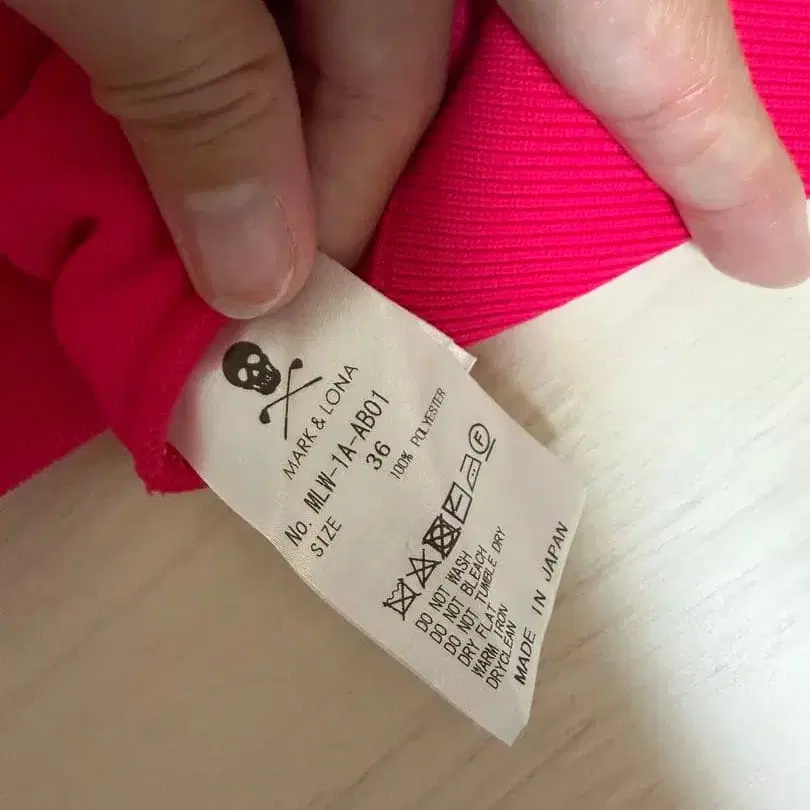 MARK & LONA
No. MLW-1A-AB01
SIZE 36
100% POLYESTER
F
DO NOT WASH
DO NOT BLEACH
DO NOT TUMBLE DRY
DRY FLAT
WARM IRON
DRYCLEAN
MADE IN JAPAN